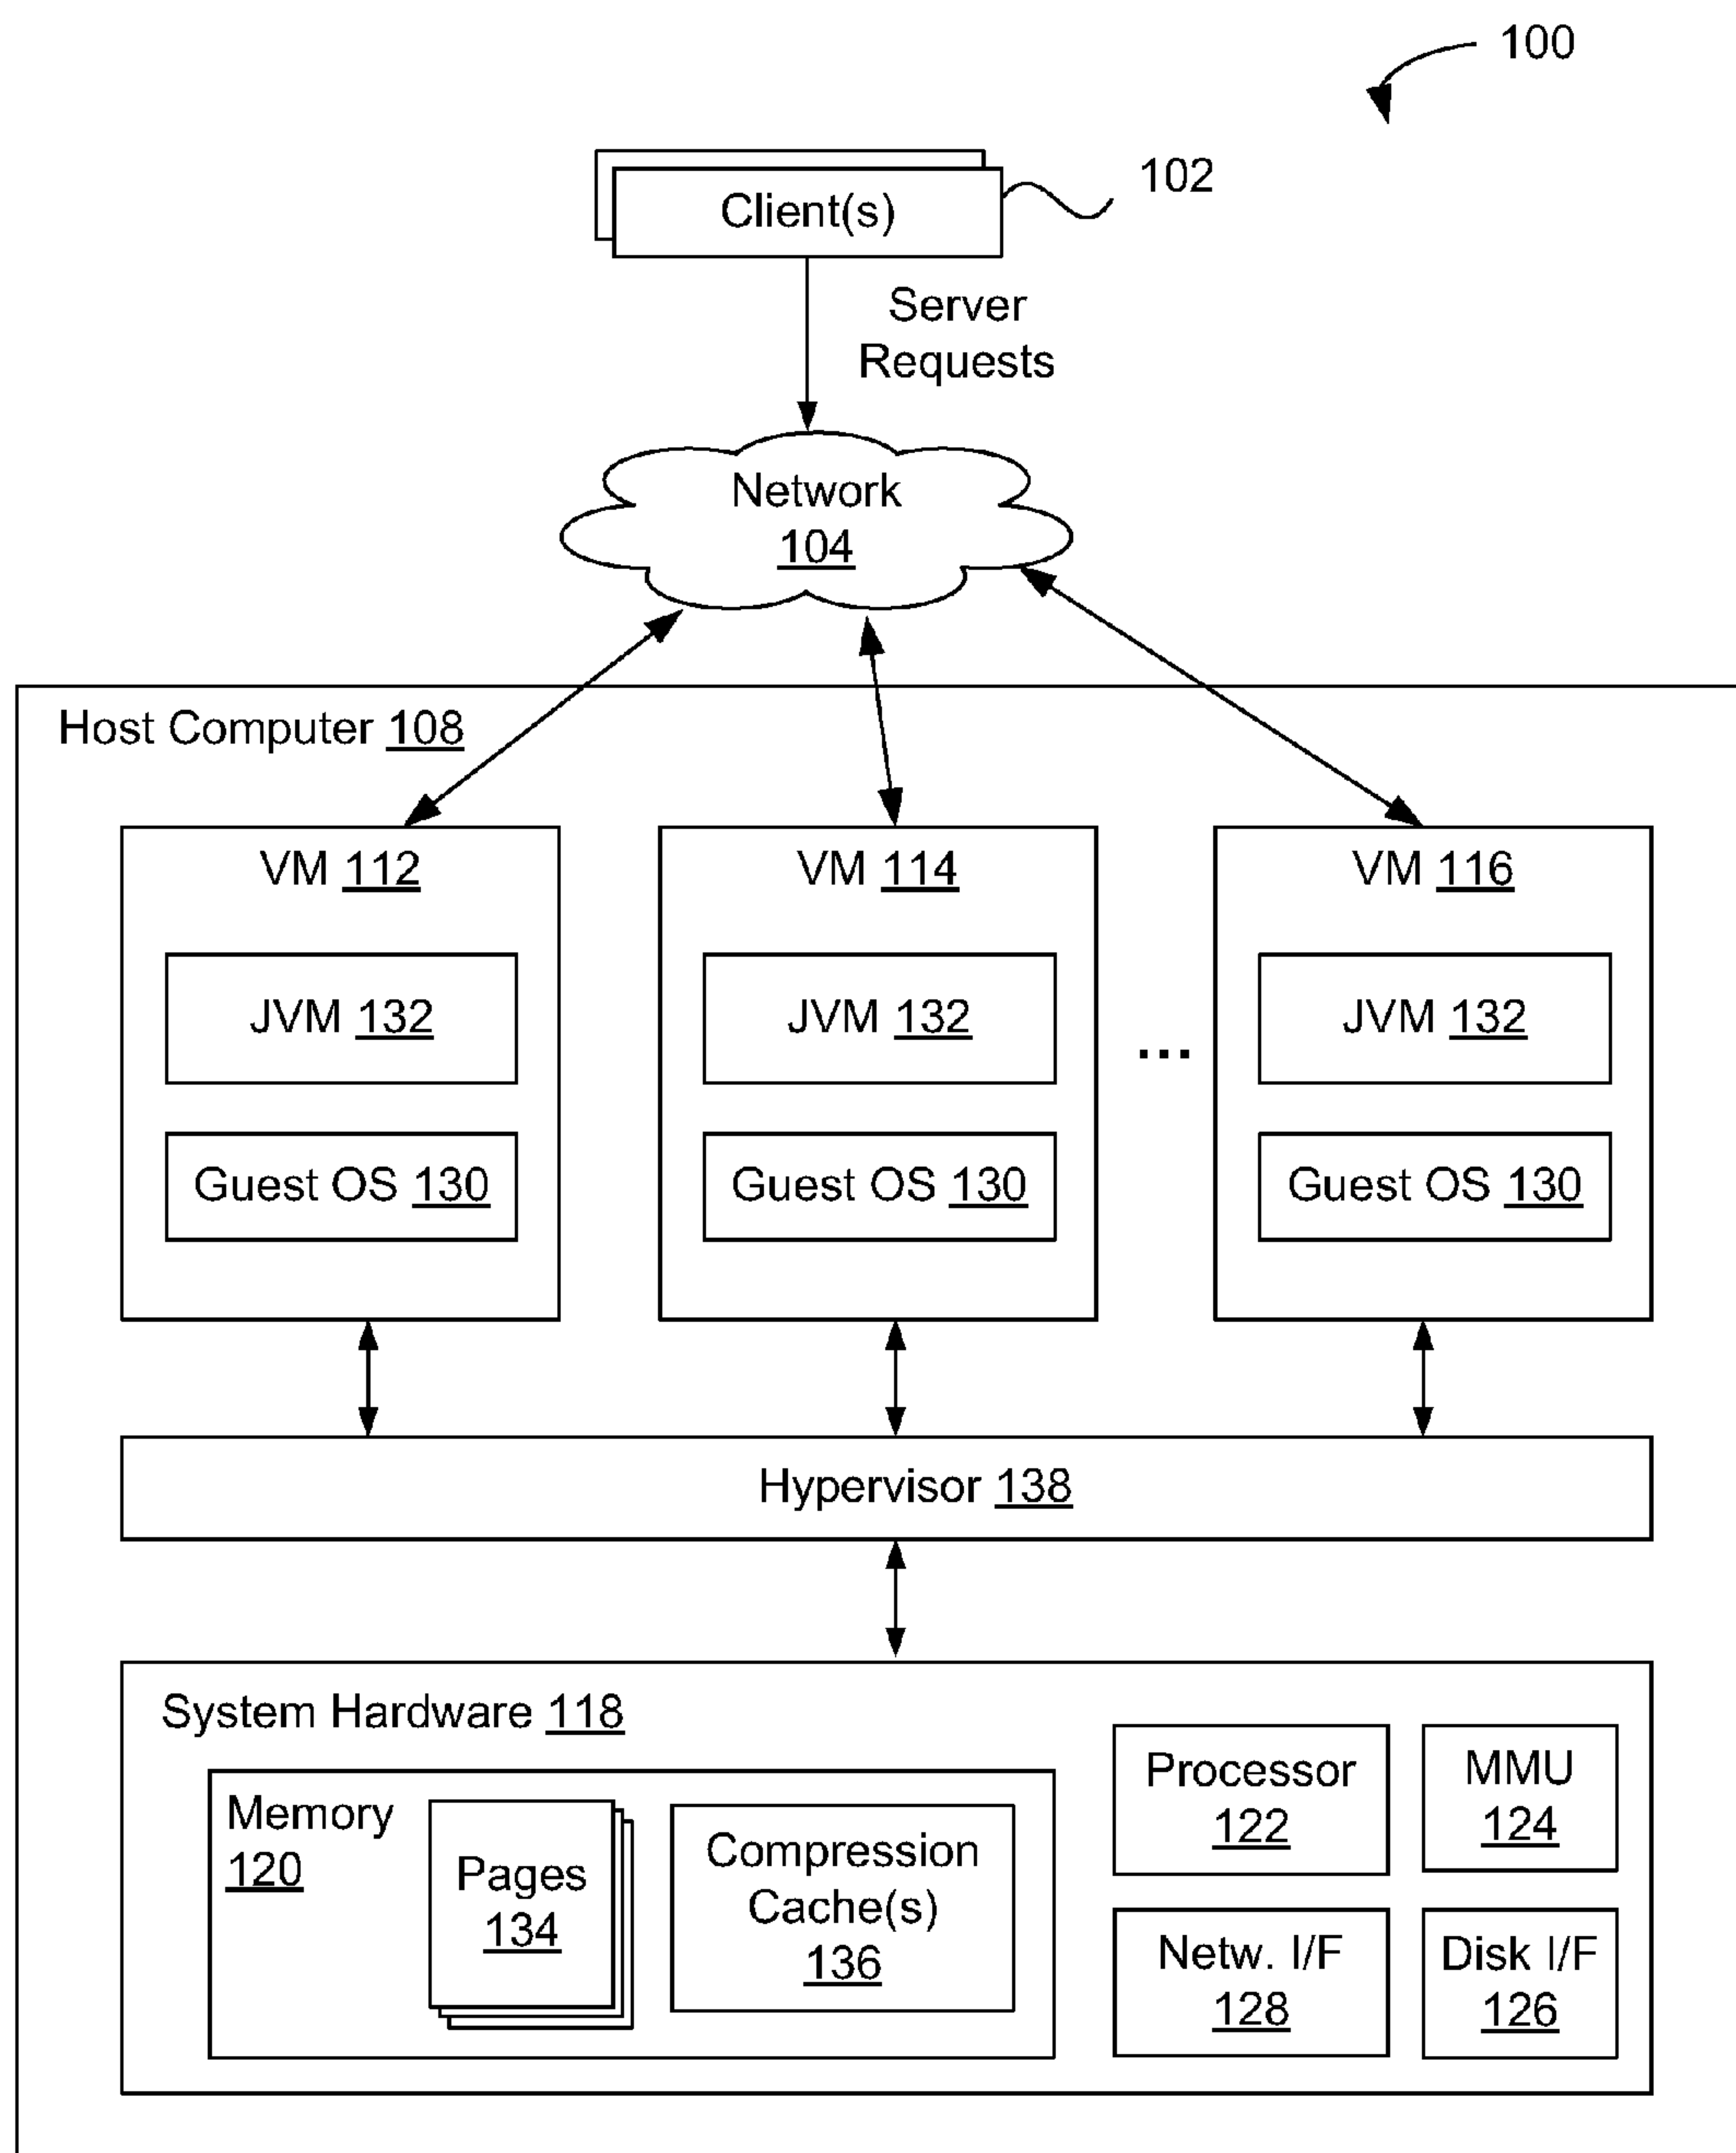 100
102
Client(s)
Server
Requests
Network
104
Host Computer 108
VM 112
VM 114
VM 116
JVM 132
JVM 132
...
JVM 132
Guest OS 130
Guest OS 130
Guest OS 130
Hypervisor 138
System Hardware 118
Memory
120
Pages
134
Compression
Cache(s)
136
Processor
122
MMU
124
Netw. I/F
128
Disk I/F
126